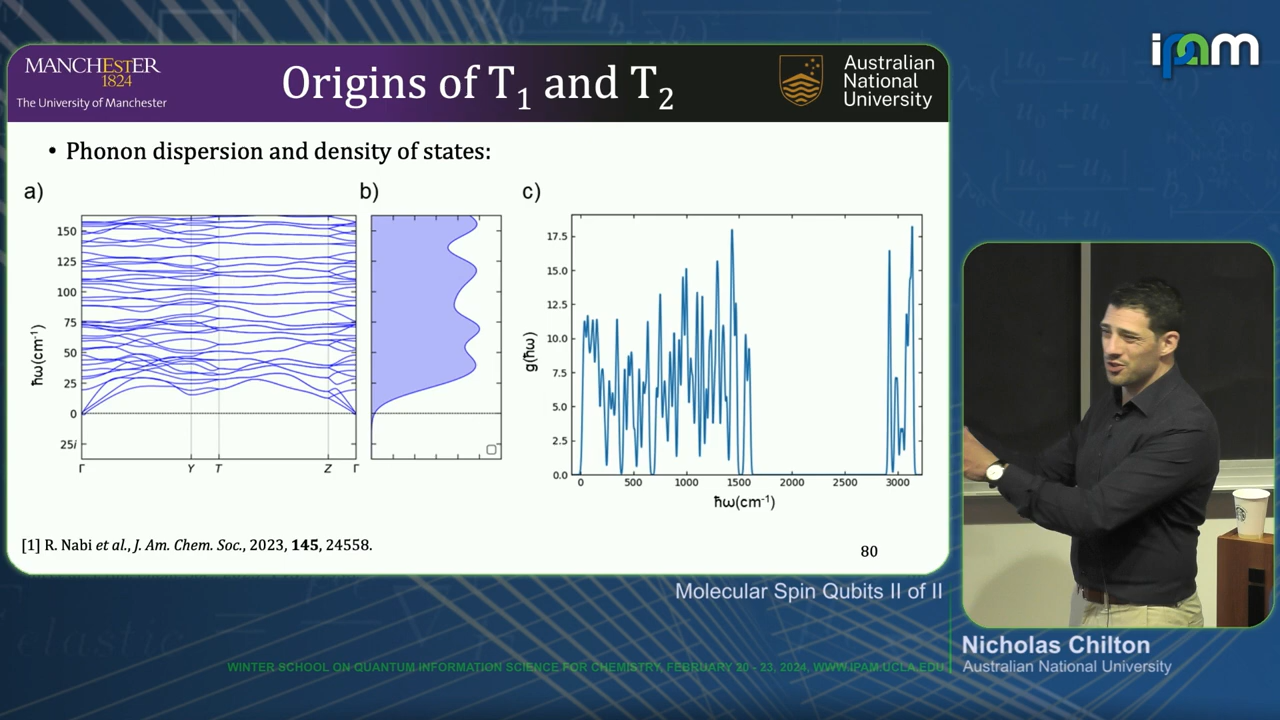 ipam
MANCHESTER
1824
The University of Manchester
Origins of T₁ and T₂
Australian
National
University
• Phonon dispersion and density of states:
a)
b)
c)
ħω(cm⁻¹)
150
125
100
75
50
25
0
25i
Γ
Y
T
Z
Γ
g(ħω)
17.5
15.0
12.5
10.0
7.5
5.0
2.5
0.0
0
500
1000
1500
2000
2500
3000
ħω(cm⁻¹)
[1] R. Nabi et al., J. Am. Chem. Soc., 2023, 145, 24558.
80
Molecular Spin Qubits II of II
Nicholas Chilton
Australian National University
WINTER SCHOOL ON QUANTUM INFORMATION SCIENCE FOR CHEMISTRY, FEBRUARY 20 - 23, 2024, WWW.IPAM.UCLA.EDU
elastic